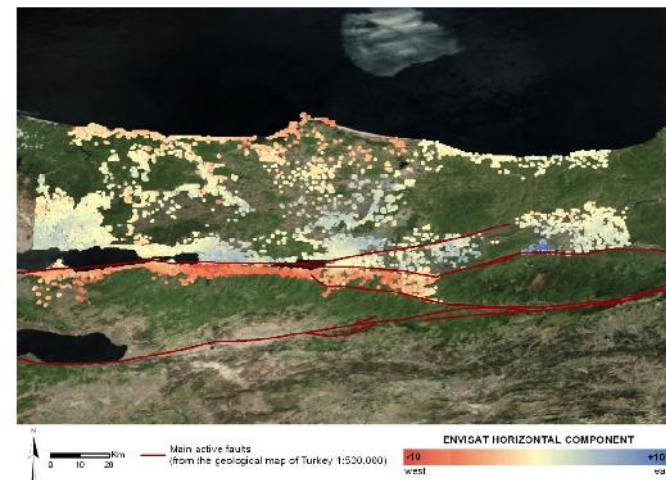 N
0 10 20 Km
Main active faults
(from the geological map of Turkey 1:500.000)
ENVISAT HORIZONTAL COMPONENT
-10 +10
west ea